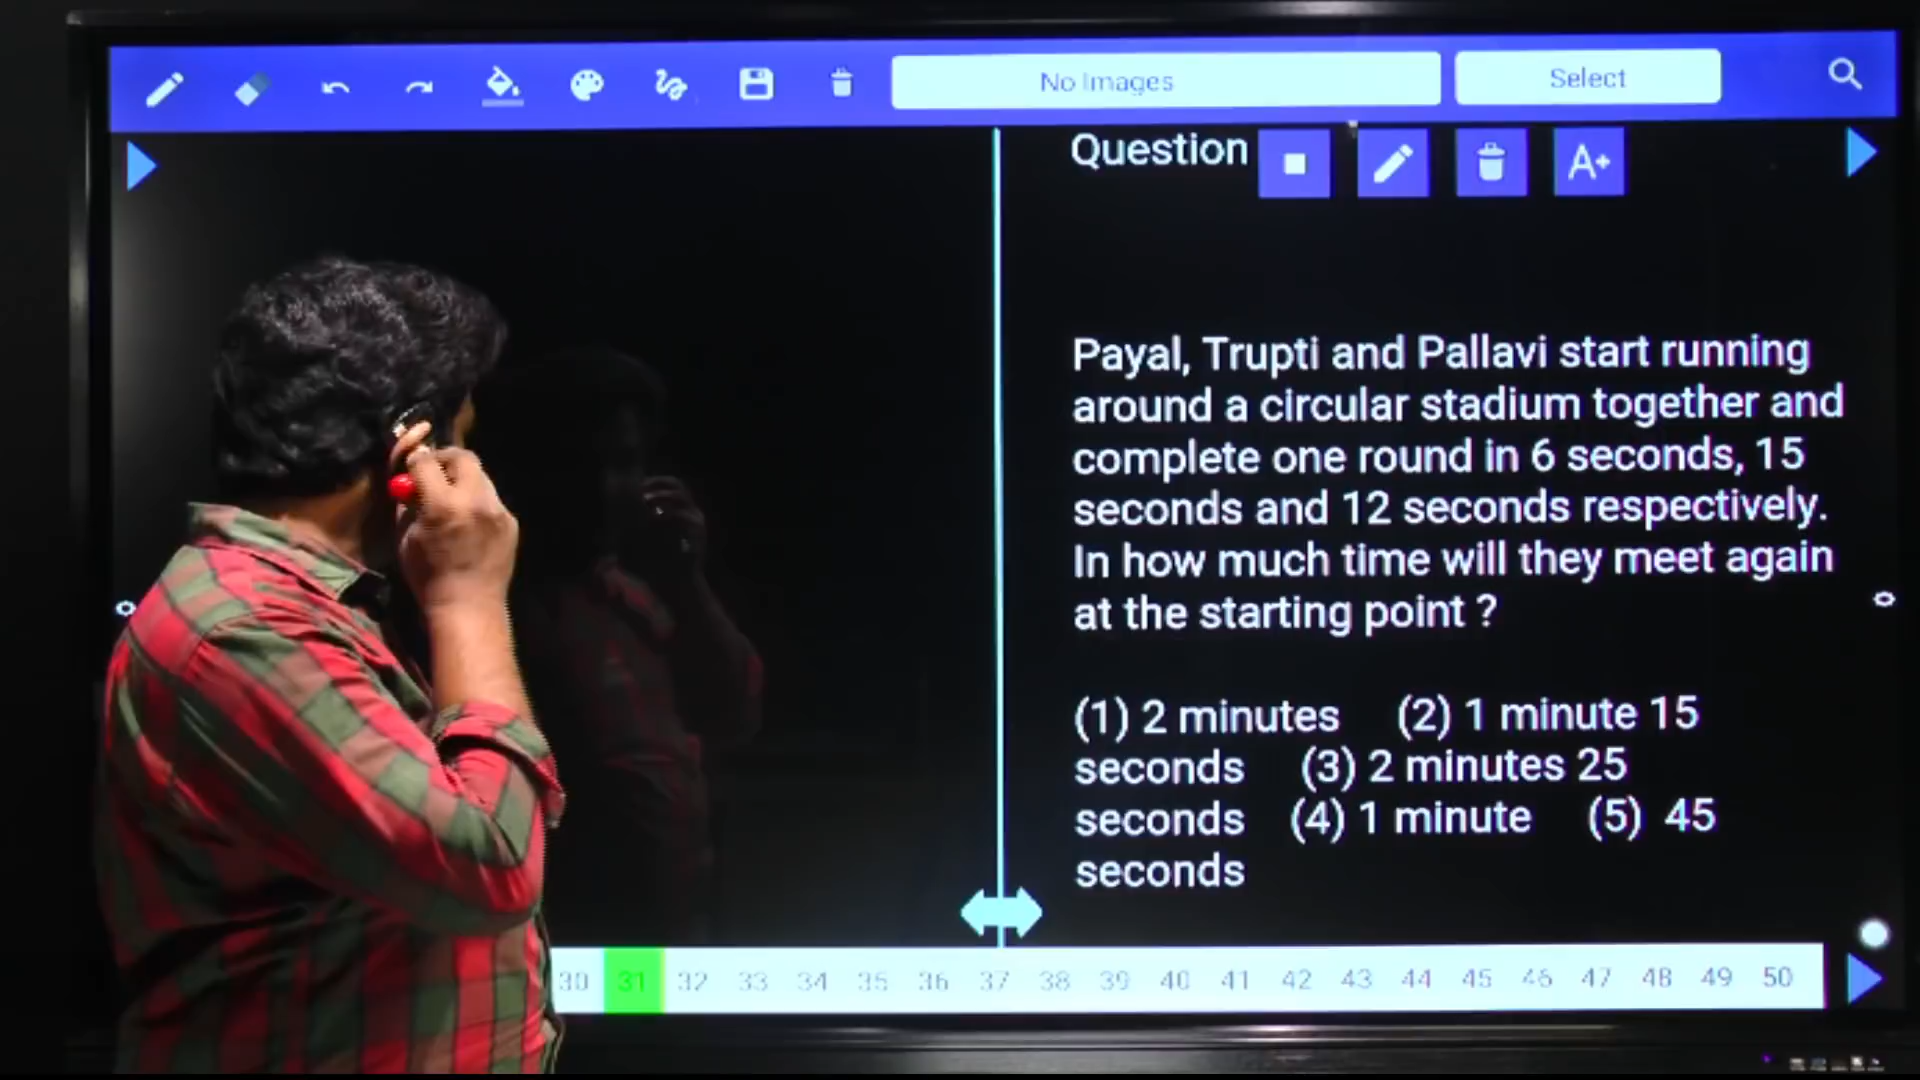 No Images
Select
Question
A+
Payal, Trupti and Pallavi start running
around a circular stadium together and
complete one round in 6 seconds, 15
seconds and 12 seconds respectively.
In how much time will they meet again
at the starting point ?
(1) 2 minutes (2) 1 minute 15
seconds (3) 2 minutes 25
seconds (4) 1 minute (5) 45
seconds
30 31 32 33 34 35 36 37 38 39 40 41 42 43 44 45 46 47 48 49 50